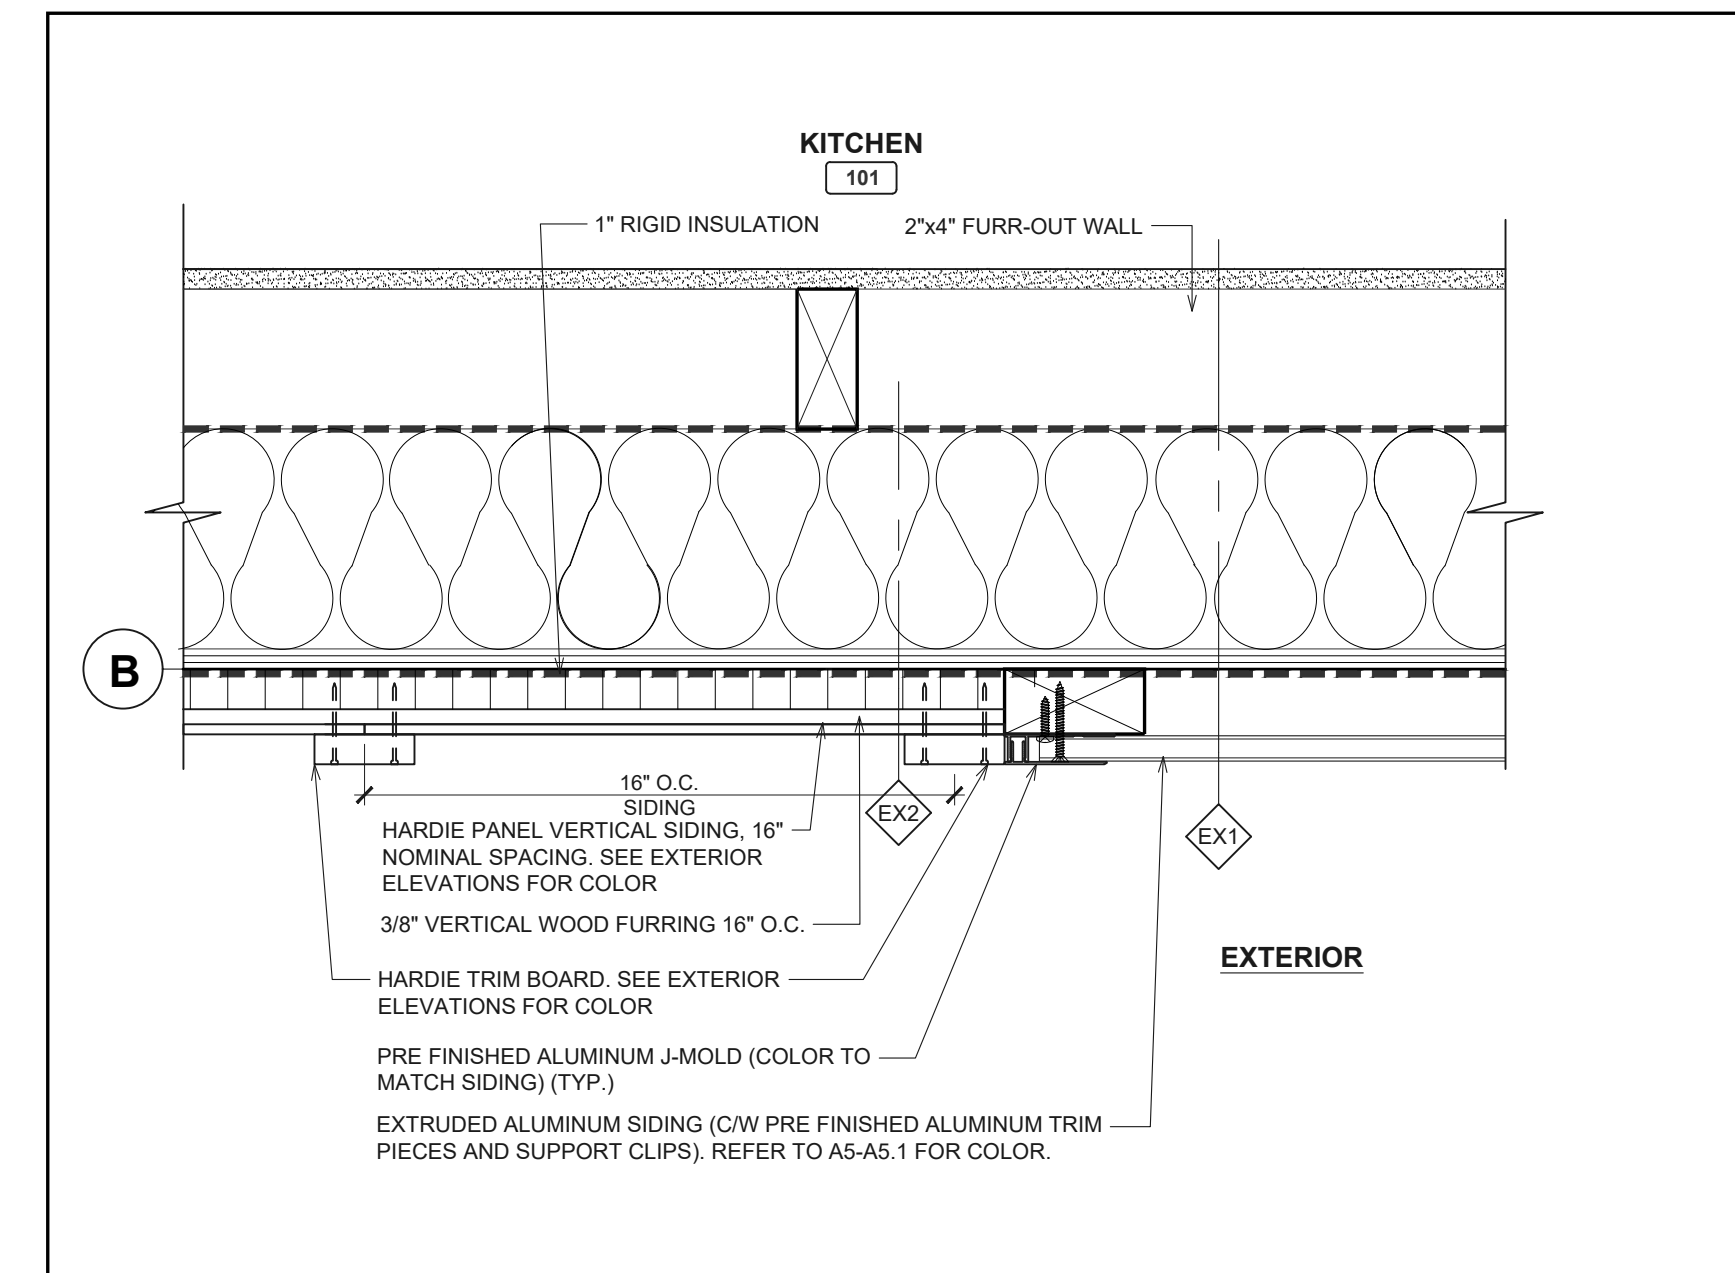 KITCHEN
101
1" RIGID INSULATION
2"x4" FURR-OUT WALL
B
16" O.C.
SIDING
EX2
EX1
HARDIE PANEL VERTICAL SIDING, 16"
NOMINAL SPACING. SEE EXTERIOR
ELEVATIONS FOR COLOR
3/8" VERTICAL WOOD FURRING 16" O.C.
EXTERIOR
HARDIE TRIM BOARD. SEE EXTERIOR
ELEVATIONS FOR COLOR
PRE FINISHED ALUMINUM J-MOLD (COLOR TO
MATCH SIDING) (TYP.)
EXTRUDED ALUMINUM SIDING (C/W PRE FINISHED ALUMINUM TRIM
PIECES AND SUPPORT CLIPS). REFER TO A5-A5.1 FOR COLOR.